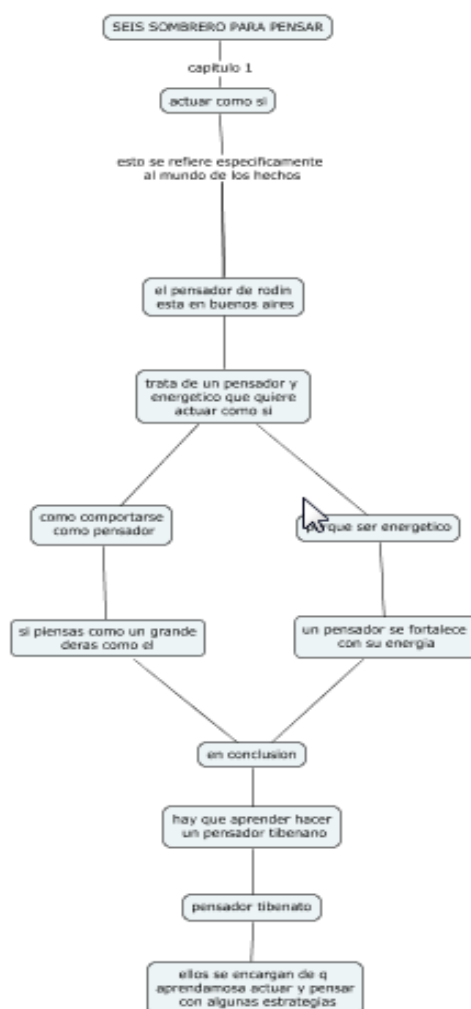 SEIS SOMBRERO PARA PENSAR
capitulo 1
actuar como si
esto se refiere especificamente
al mundo de los hechos
el pensador de rodin
esta en buenos aires
trata de un pensador y
energetico que quiere
actuar como si
como comportarse
como pensador
que ser energetico
si piensas como un grande
deras como el
un pensador se fortalece
con su energia
en conclusion
hay que aprender hacer
un pensador tibenano
pensador tibenato
ellos se encargan de q
aprendamosa actuar y pensar
con algunas estrategias